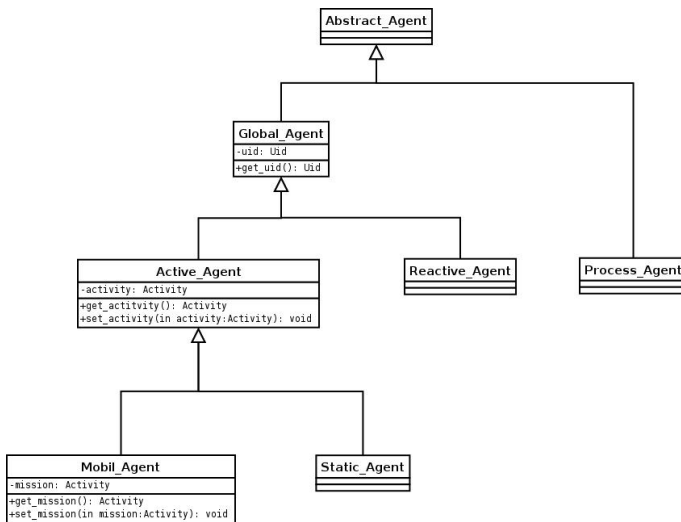 Abstract_Agent
Global_Agent
-uid: Uid
+get_uid(): Uid
Active_Agent
-activity: Activity
+get_actitvity(): Activity
+set_activity(in activity:Activity): void
Reactive_Agent
Process_Agent
Mobil_Agent
-mission: Activity
+get_mission(): Activity
+set_mission(in mission:Activity): void
Static_Agent